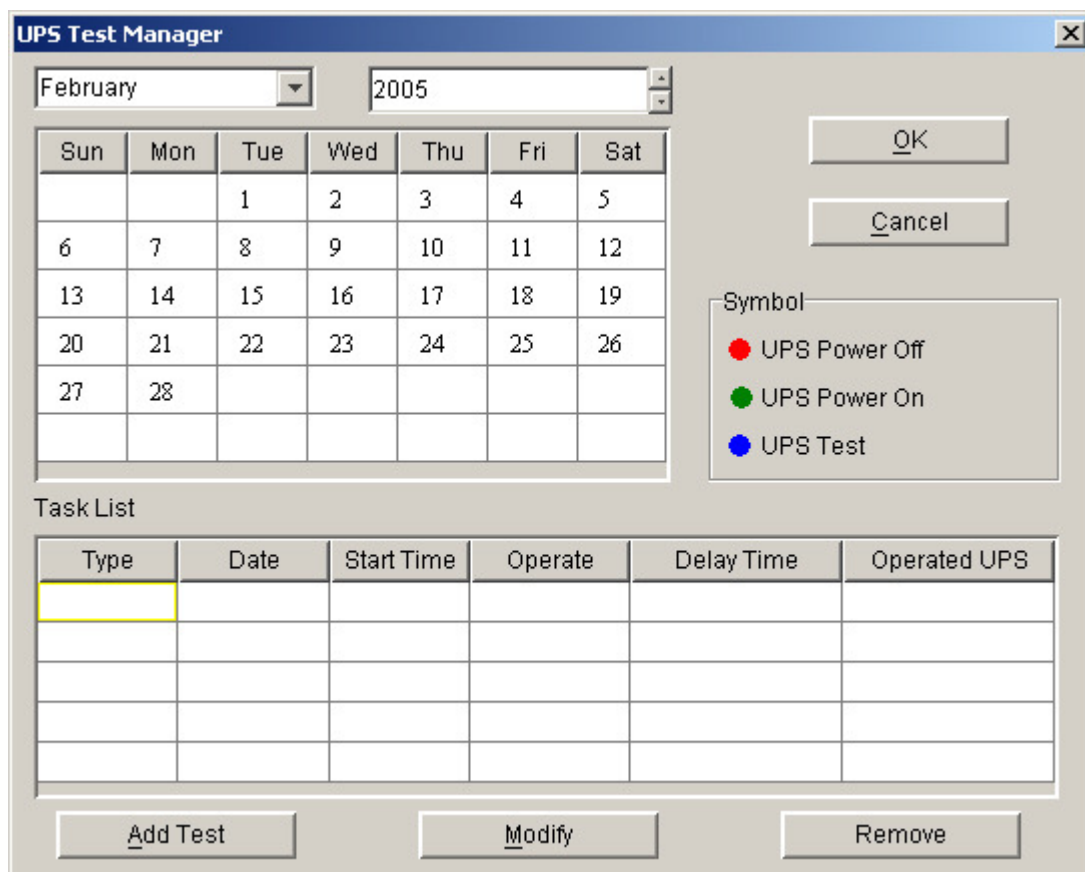 UPS Test Manager
February 2005
Sun Mon Tue Wed Thu Fri Sat
1 2 3 4 5
6 7 8 9 10 11 12
13 14 15 16 17 18 19
20 21 22 23 24 25 26
27 28
OK
Cancel
Symbol
UPS Power Off
UPS Power On
UPS Test
Task List
Type Date Start Time Operate Delay Time Operated UPS
Add Test Modify Remove